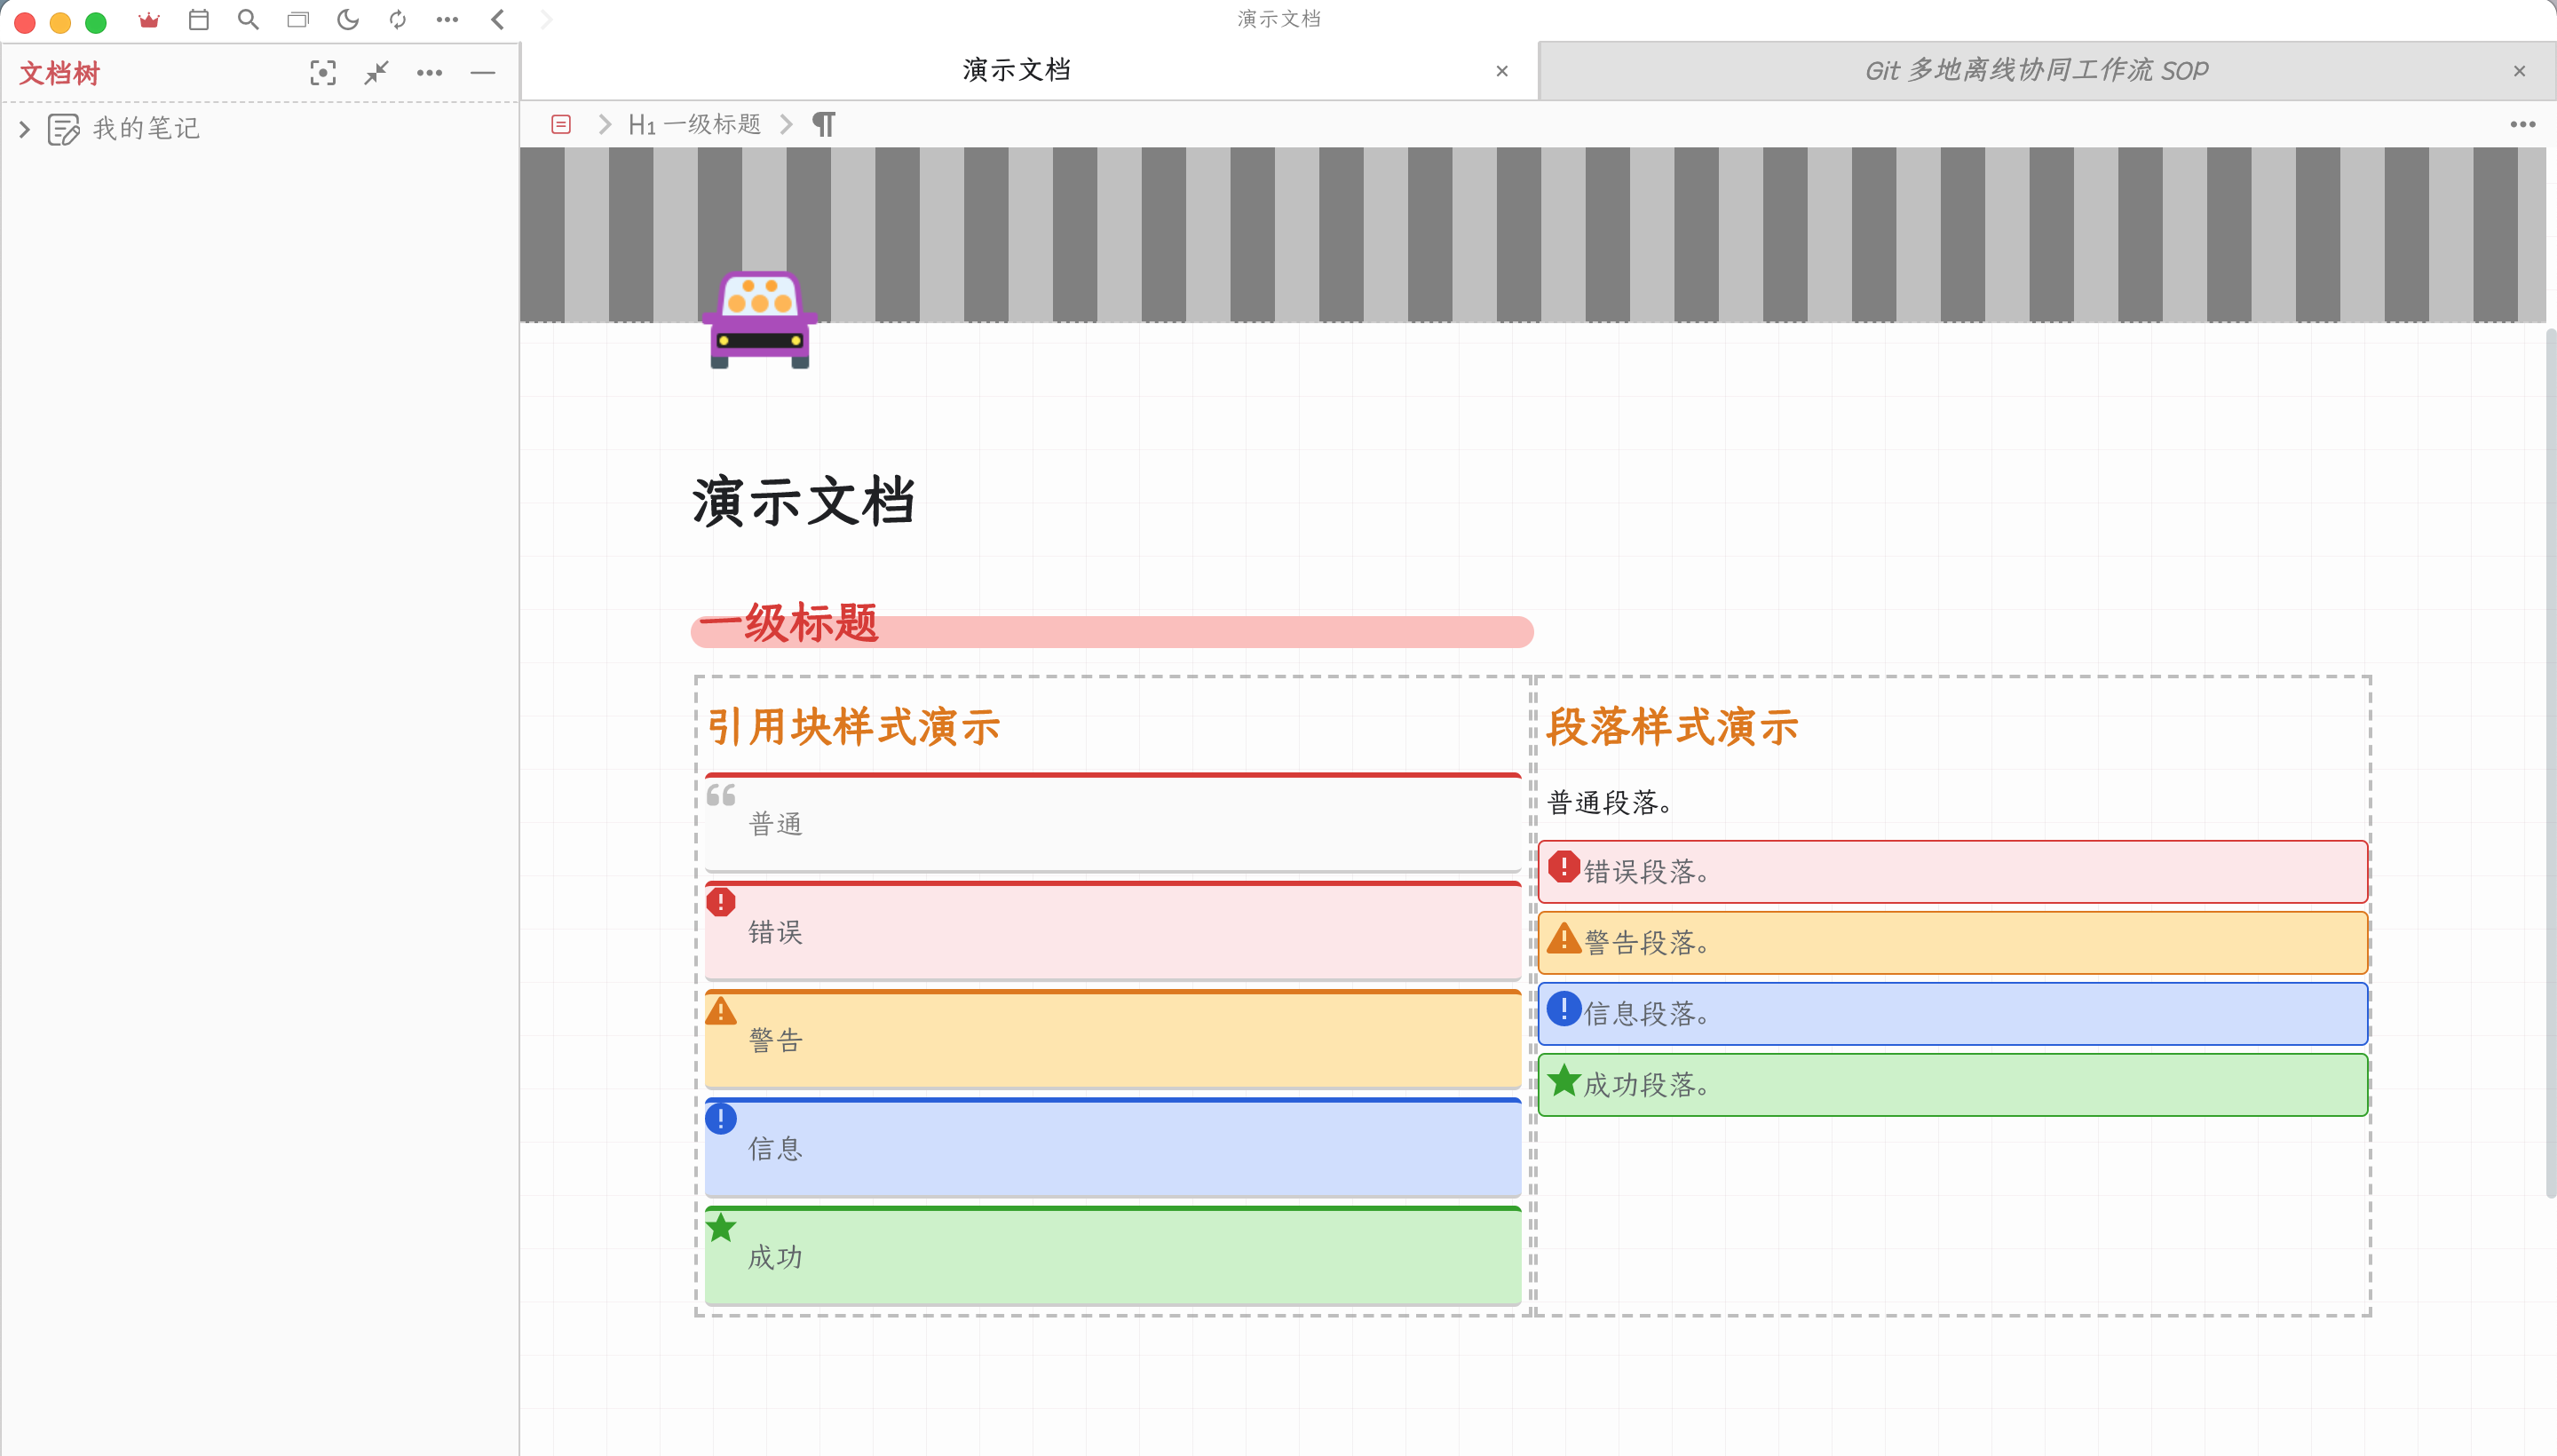 演示文档
文档树
演示文档
Git 多地离线协同工作流 SOP
我的笔记
H1 一级标题
演示文档
一级标题
引用块样式演示
普通
错误
警告
信息
成功
段落样式演示
普通段落。
错误段落。
警告段落。
信息段落。
成功段落。